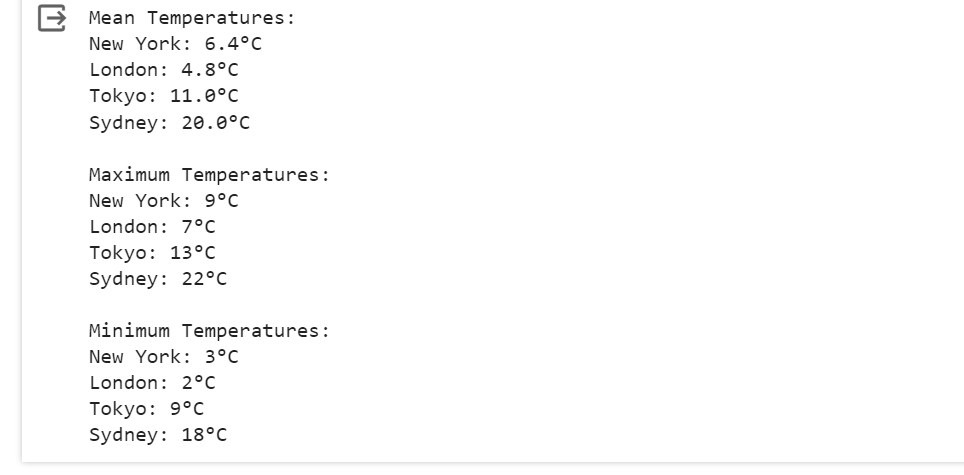 Mean Temperatures:
New York: 6.4°C
London: 4.8°C
Tokyo: 11.0°C
Sydney: 20.0°C
Maximum Temperatures:
New York: 9°C
London: 7°C
Tokyo: 13°C
Sydney: 22°C
Minimum Temperatures:
New York: 3°C
London: 2°C
Tokyo: 9°C
Sydney: 18°C